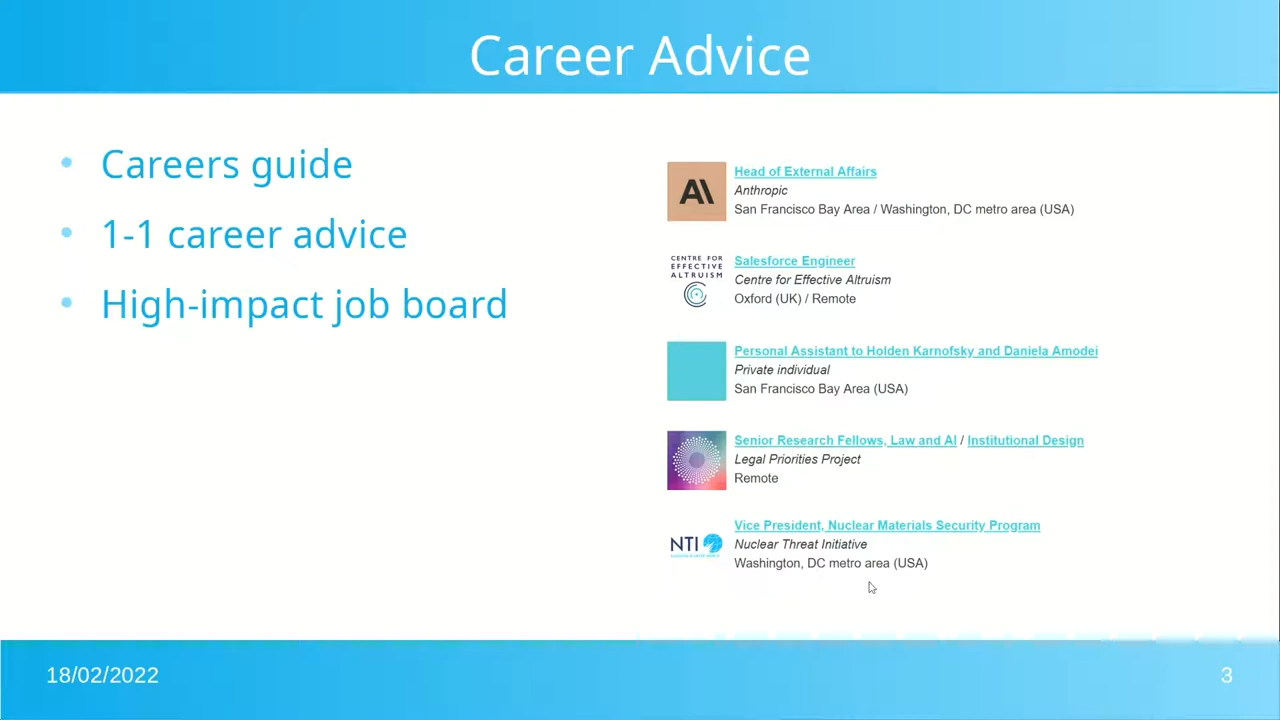 Career Advice
Careers guide
1-1 career advice
High-impact job board
A\
Head of External Affairs
Anthropic
San Francisco Bay Area / Washington, DC metro area (USA)
CENTRE FOR
EFFECTIVE
ALTRUISM
Salesforce Engineer
Centre for Effective Altruism
Oxford (UK) / Remote
Personal Assistant to Holden Karnofsky and Daniela Amodei
Private individual
San Francisco Bay Area (USA)
Senior Research Fellows, Law and AI / Institutional Design
Legal Priorities Project
Remote
NTI
Vice President, Nuclear Materials Security Program
Nuclear Threat Initiative
Washington, DC metro area (USA)
18/02/2022
3